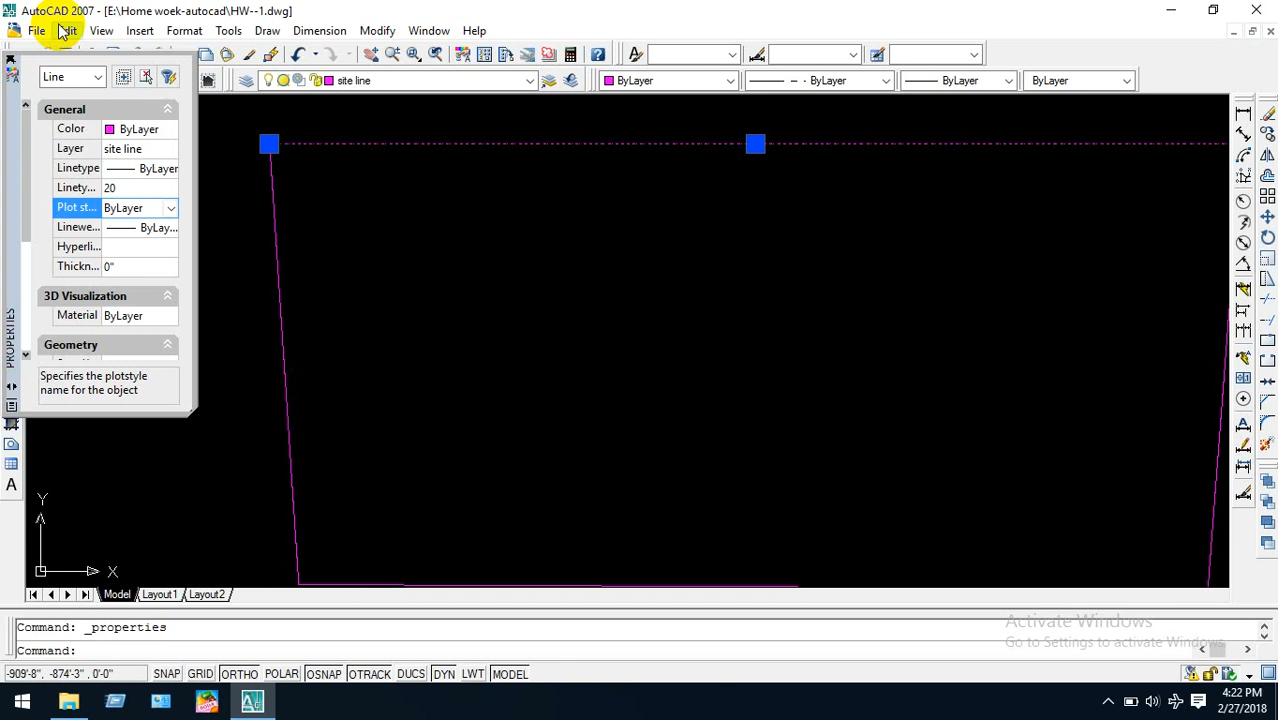 AutoCAD 2007 - [E:\Home woek-autocad\HW--1.dwg]
File Edit View Insert Format Tools Draw Dimension Modify Window Help
Line
site line
ByLayer
ByLayer
ByLayer
ByLayer
General
Color ByLayer
Layer site line
Linetype ByLayer
Linety... 20
Plot st... ByLayer
Linewe... ByLay...
Hyperli...
Thickn... 0"
3D Visualization
Material ByLayer
Geometry
Specifies the plotstyle
name for the object
PROPERTIES
A
Y
X
Model Layout1 Layout2
Command: _properties
Command:
Activate Windows
Go to Settings to activate Windows.
-909'-8", -874'-3", 0'-0" SNAP GRID ORTHO POLAR OSNAP OTRACK DUCS DYN LWT MODEL
4:22 PM
2/27/2018